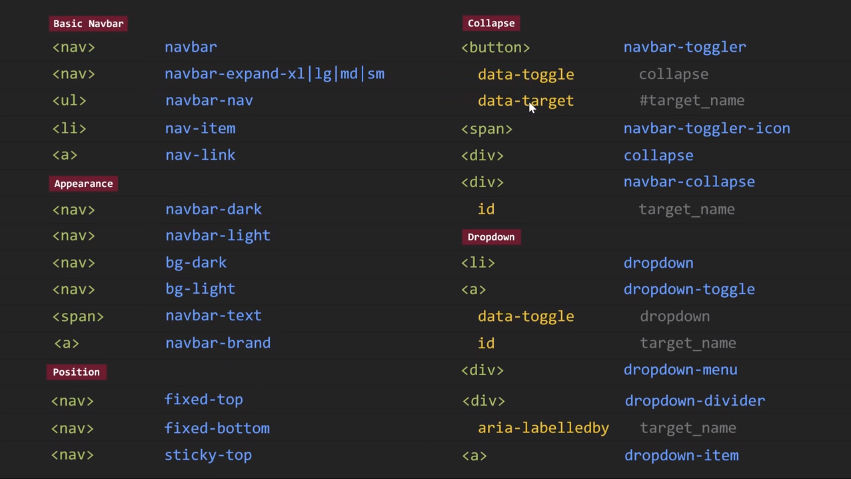 Basic Navbar
<nav> navbar
<nav> navbar-expand-xl|lg|md|sm
<ul> navbar-nav
<li> nav-item
<a> nav-link
Appearance
<nav> navbar-dark
<nav> navbar-light
<nav> bg-dark
<nav> bg-light
<span> navbar-text
<a> navbar-brand
Position
<nav> fixed-top
<nav> fixed-bottom
<nav> sticky-top
Collapse
<button> navbar-toggler
data-toggle collapse
data-target #target_name
<span> navbar-toggler-icon
<div> collapse
<div> navbar-collapse
id target_name
Dropdown
<li> dropdown
<a> dropdown-toggle
data-toggle dropdown
id target_name
<div> dropdown-menu
<div> dropdown-divider
aria-labelledby target_name
<a> dropdown-item